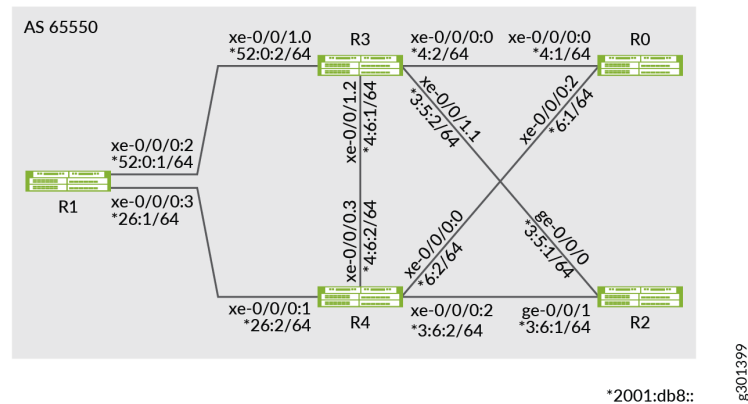 AS 65550
xe-0/0/1.0
*52:0:2/64
R3
xe-0/0/0:0
*4:2/64
xe-0/0/0:0
*4:1/64
R0
xe-0/0/1.2
*4:6:1/64
xe-0/0/1.1
*3:5:2/64
xe-0/0/0:2
*6:1/64
xe-0/0/0:2
*52:0:1/64
R1
xe-0/0/0:3
*26:1/64
xe-0/0/0.3
*4:6:2/64
xe-0/0/0:0
*6:2/64
ge-0/0/0
*3:5:1/64
xe-0/0/0:1
*26:2/64
R4
xe-0/0/0:2
*3:6:2/64
ge-0/0/1
*3:6:1/64
R2
*2001:db8::
g301399